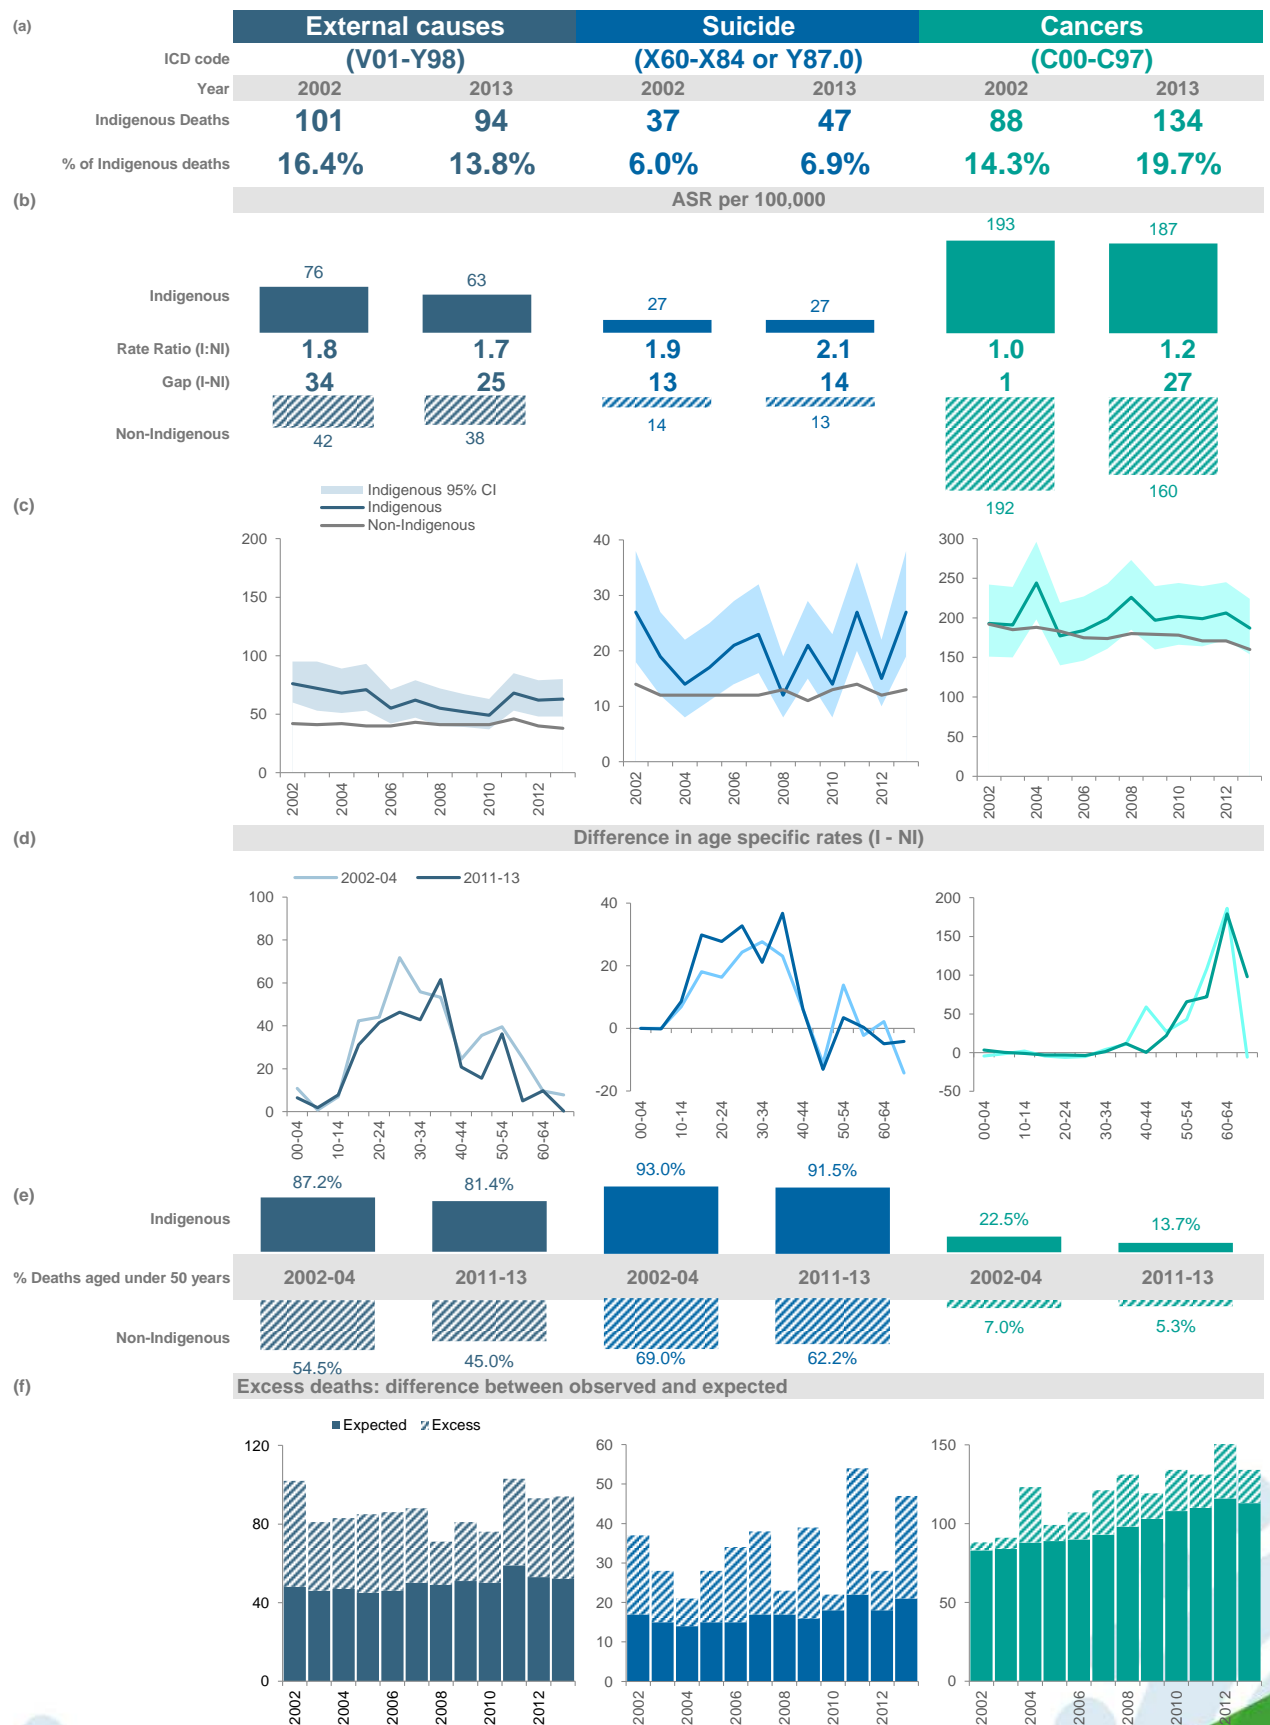 (a)
External causes Suicide Cancers
ICD code (V01-Y98) (X60-X84 or Y87.0) (C00-C97)
Year 2002 2013 2002 2013 2002 2013
Indigenous Deaths 101 94 37 47 88 134
% of Indigenous deaths 16.4% 13.8% 6.0% 6.9% 14.3% 19.7%
(b) ASR per 100,000
193 187
76 63 27 27
Indigenous
Rate Ratio (I:NI) 1.8 1.7 1.9 2.1 1.0 1.2
Gap (I-NI) 34 25 13 14 1 27
Non-Indigenous
42 38 14 13
192 160
(c)
Indigenous 95% CI
Indigenous
Non-Indigenous
200
150
100
50
0
2002 2004 2006 2008 2010 2012
40
30
20
10
0
2002 2004 2006 2008 2010 2012
300
250
200
150
100
50
0
2002 2004 2006 2008 2010 2012
(d) Difference in age specific rates (I - NI)
2002-04 2011-13
100
80
60
40
20
0
00-04 10-14 20-24 30-34 40-44 50-54 60-64
40
20
0
-20
00-04 10-14 20-24 30-34 40-44 50-54 60-64
200
150
100
50
0
-50
00-04 10-14 20-24 30-34 40-44 50-54 60-64
(e)
87.2% 81.4% 93.0% 91.5% 22.5% 13.7%
Indigenous
% Deaths aged under 50 years 2002-04 2011-13 2002-04 2011-13 2002-04 2011-13
Non-Indigenous
54.5% 45.0% 69.0% 62.2% 7.0% 5.3%
(f) Excess deaths: difference between observed and expected
Expected Excess
120
80
40
0
2002 2004 2006 2008 2010 2012
60
50
40
30
20
10
0
2002 2004 2006 2008 2010 2012
150
100
50
0
2002 2004 2006 2008 2010 2012